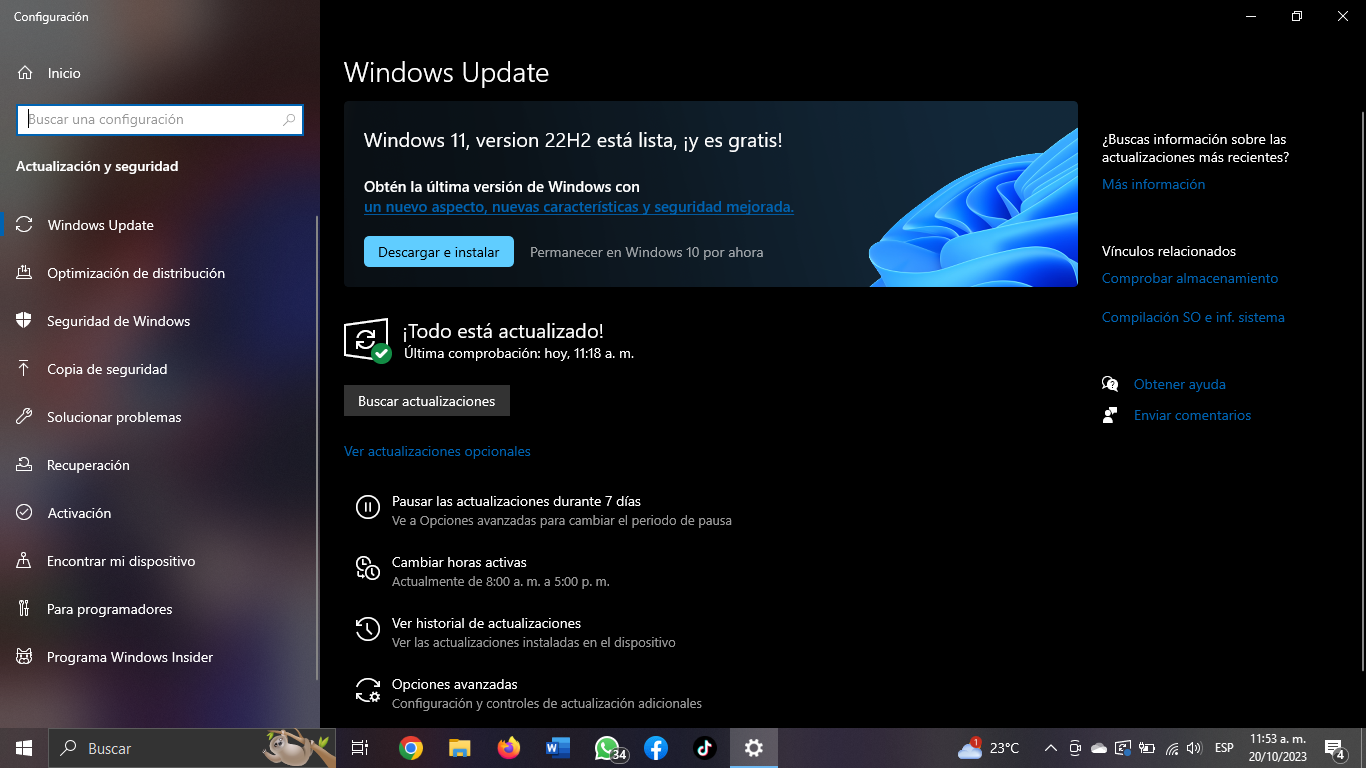 Configuración
Inicio
Buscar una configuración
Actualización y seguridad
Windows Update
Optimización de distribución
Seguridad de Windows
Copia de seguridad
Solucionar problemas
Recuperación
Activación
Encontrar mi dispositivo
Para programadores
Programa Windows Insider
Windows Update
Windows 11, version 22H2 está lista, ¡y es gratis!
Obtén la última versión de Windows con
un nuevo aspecto, nuevas características y seguridad mejorada.
Descargar e instalar
Permanecer en Windows 10 por ahora
¡Todo está actualizado!
Última comprobación: hoy, 11:18 a. m.
Buscar actualizaciones
Ver actualizaciones opcionales
Pausar las actualizaciones durante 7 días
Ve a Opciones avanzadas para cambiar el periodo de pausa
Cambiar horas activas
Actualmente de 8:00 a. m. a 5:00 p. m.
Ver historial de actualizaciones
Ver las actualizaciones instaladas en el dispositivo
Opciones avanzadas
Configuración y controles de actualización adicionales
¿Buscas información sobre las
actualizaciones más recientes?
Más información
Vínculos relacionados
Comprobar almacenamiento
Compilación SO e inf. sistema
Obtener ayuda
Enviar comentarios
Buscar
W
34
1
23°C
ESP
11:53 a. m.
20/10/2023
4